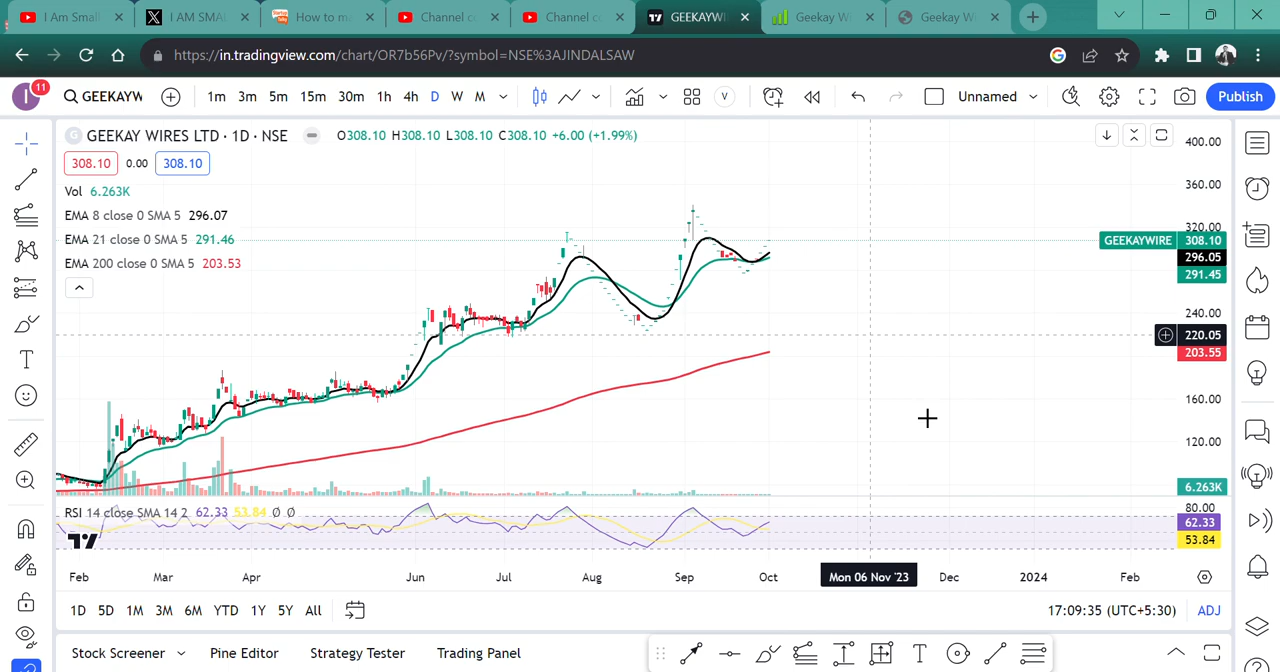 I Am Small
I AM SMAL
How to ma
Channel c
Channel c
GEEKAYWI
Geekay Wi
Geekay Wi
https://in.tradingview.com/chart/OR7b56Pv/?symbol=NSE%3AJINDALSAW
I 11 GEEKAYW 1m 3m 5m 15m 30m 1h 4h D W M V Unnamed Publish
GEEKAY WIRES LTD · 1D · NSE O308.10 H308.10 L308.10 C308.10 +6.00 (+1.99%)
308.10 0.00 308.10
Vol 6.263K
EMA 8 close 0 SMA 5 296.07
EMA 21 close 0 SMA 5 291.46
EMA 200 close 0 SMA 5 203.53
400.00
360.00
320.00
GEEKAYWIRE 308.10
296.05
291.45
240.00
220.05
203.55
160.00
120.00
6.263K
RSI 14 close SMA 14 2 62.33 53.84 Ø Ø
80.00
62.33
53.84
Feb Mar Apr Jun Jul Aug Sep Oct Mon 06 Nov '23 Dec 2024 Feb
1D 5D 1M 3M 6M YTD 1Y 5Y All 17:09:35 (UTC+5:30) ADJ
Stock Screener Pine Editor Strategy Tester Trading Panel